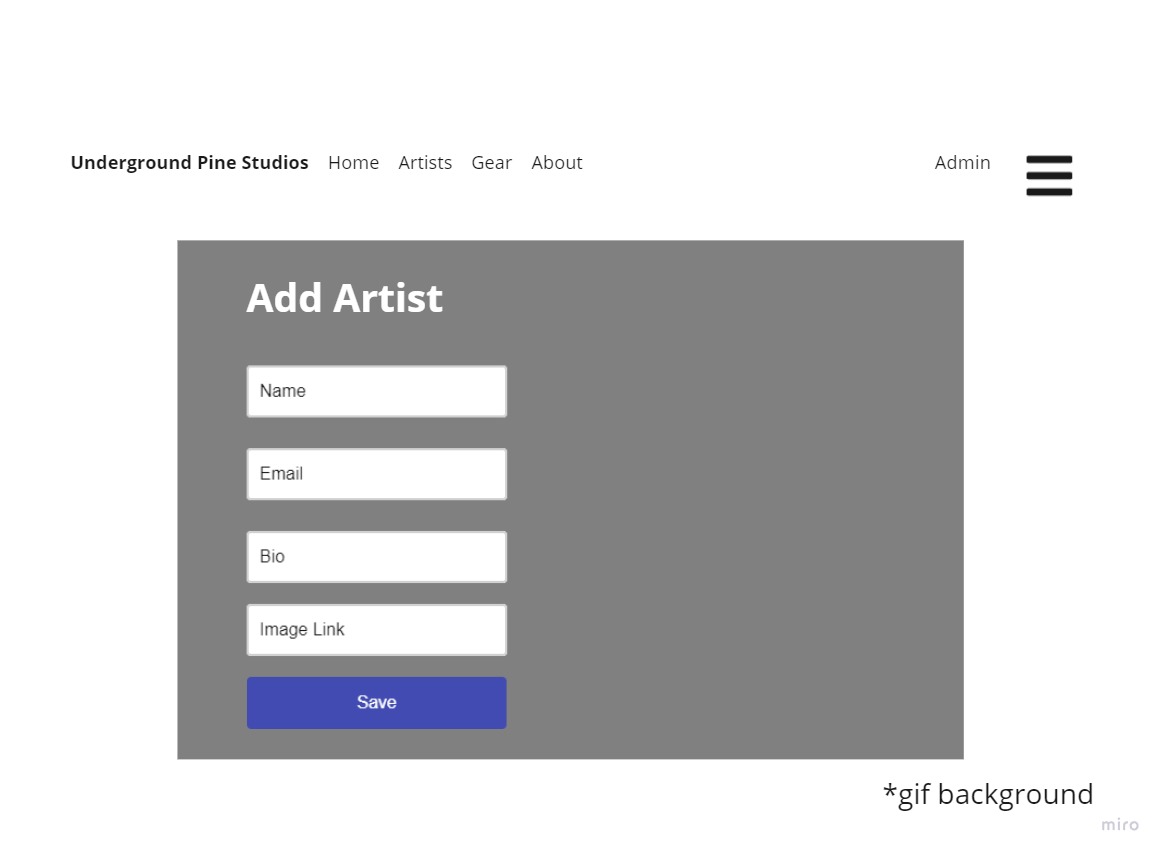 Underground Pine Studios Home Artists Gear About Admin
Add Artist
Name
Email
Bio
Image Link
Save
*gif background
miro